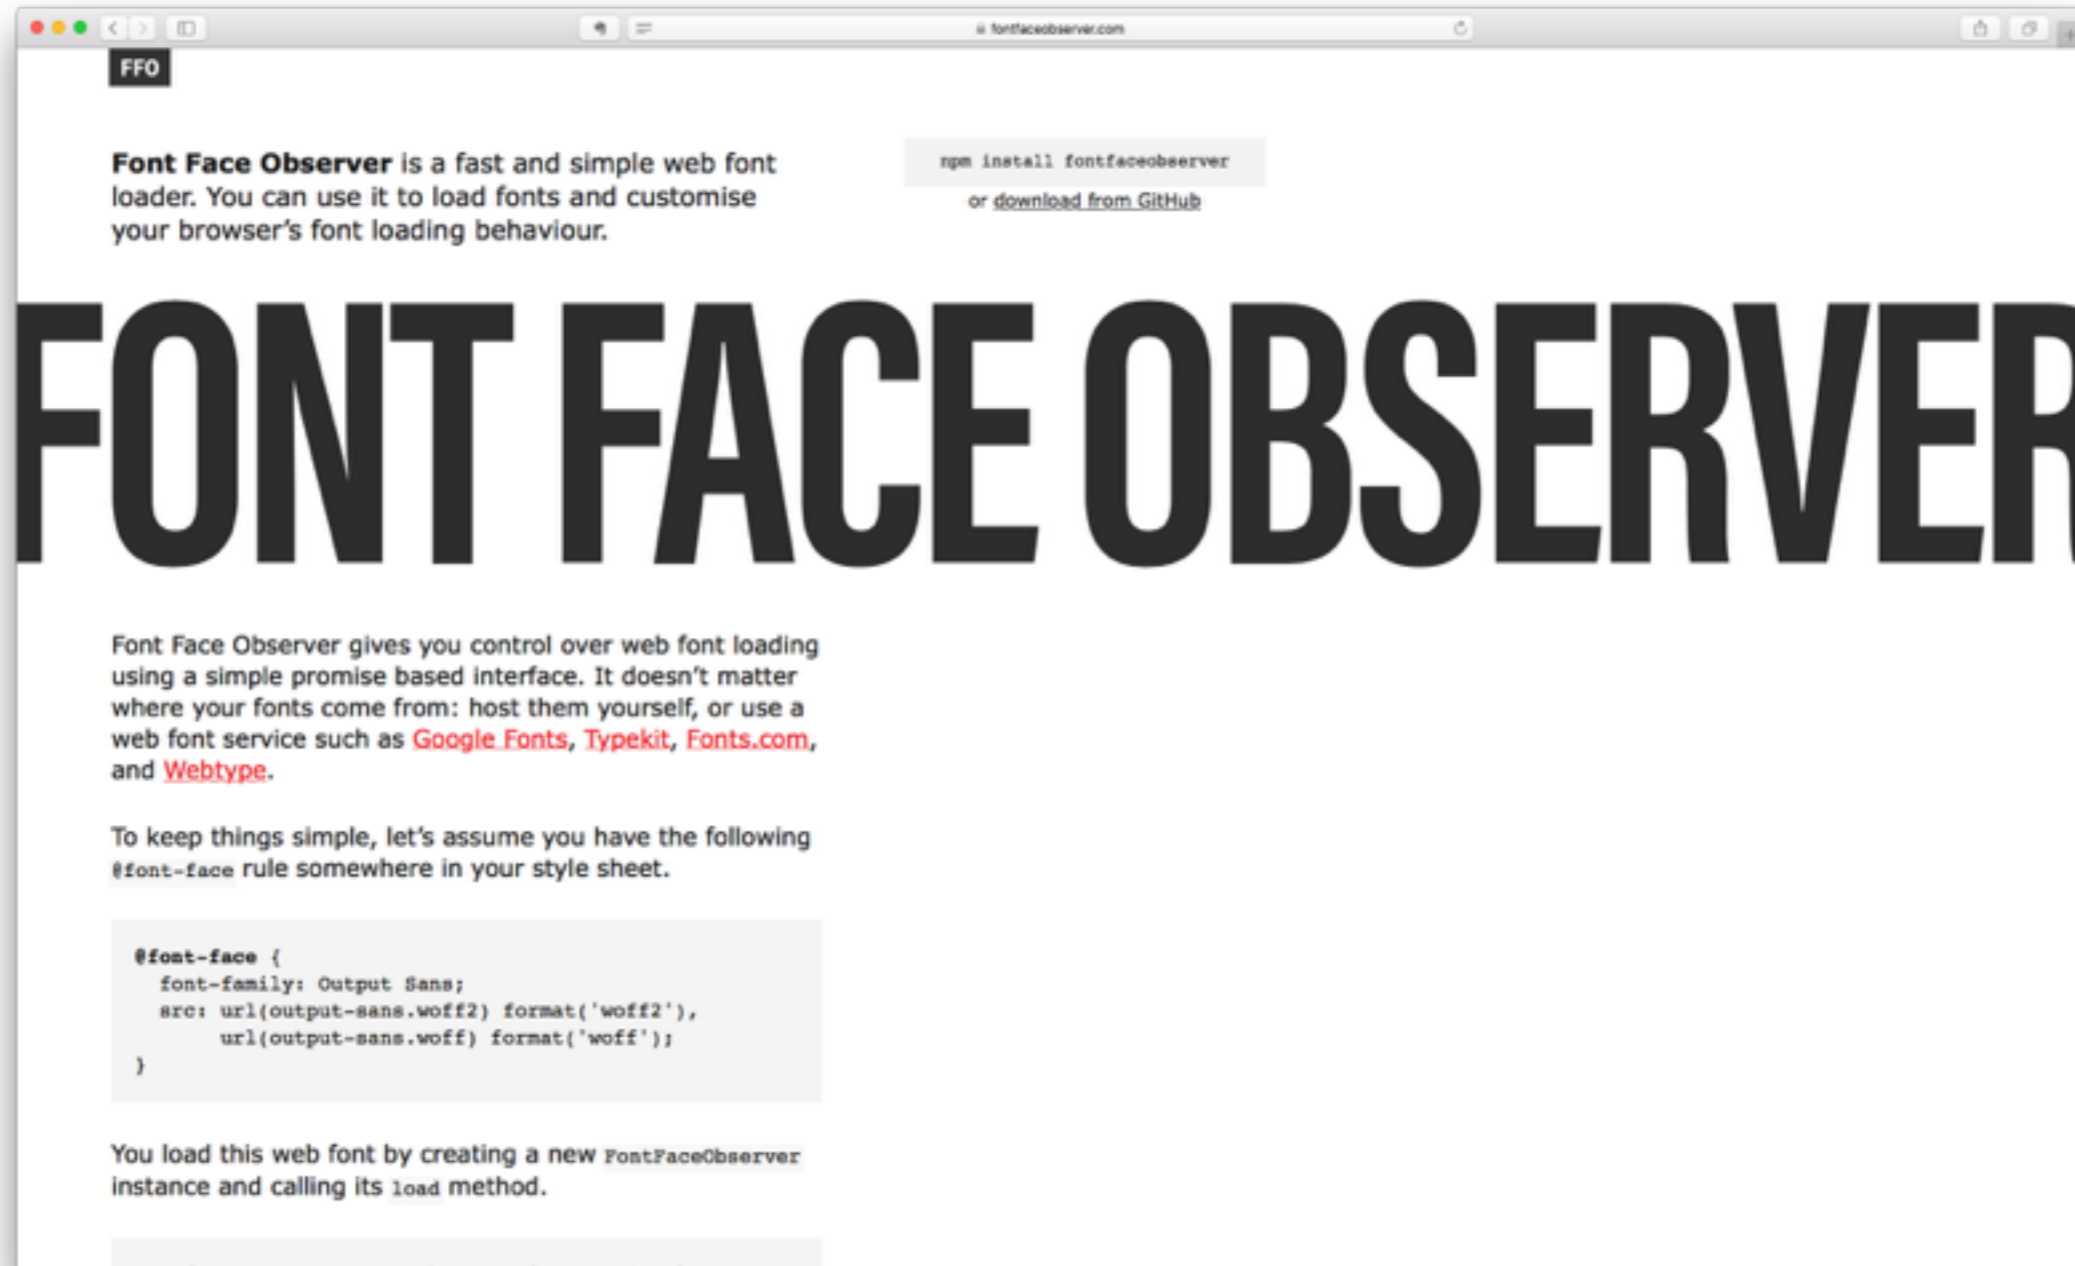 fontfaceobserver.com
FFO
Font Face Observer is a fast and simple web font
loader. You can use it to load fonts and customise
your browser’s font loading behaviour.
npm install fontfaceobserver
or download from GitHub
FONT FACE OBSERVER
Font Face Observer gives you control over web font loading
using a simple promise based interface. It doesn’t matter
where your fonts come from: host them yourself, or use a
web font service such as Google Fonts, Typekit, Fonts.com,
and Webtype.
To keep things simple, let’s assume you have the following
@font-face rule somewhere in your style sheet.
@font-face {
font-family: Output Sans;
src: url(output-sans.woff2) format('woff2'),
url(output-sans.woff) format('woff');
}
You load this web font by creating a new FontFaceObserver
instance and calling its load method.